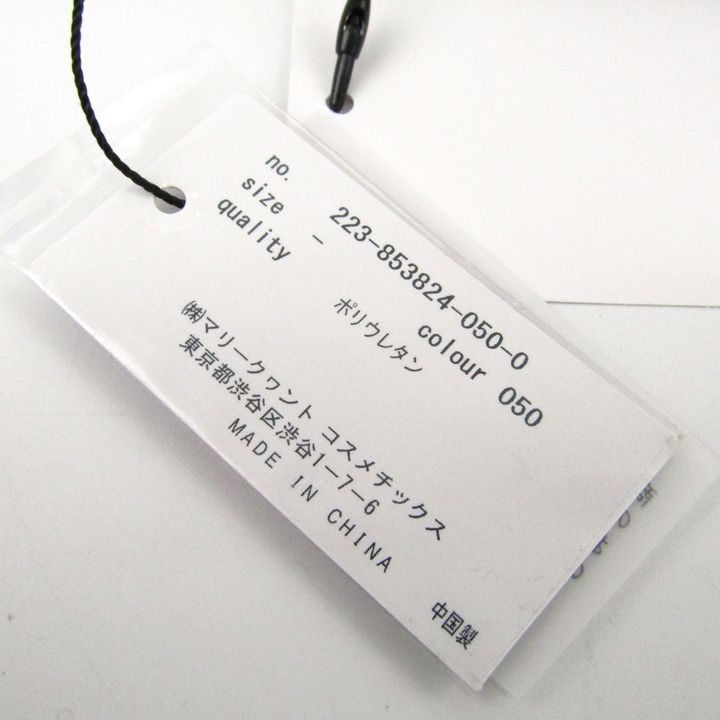 no. 223-853824-050-0
size - colour 050
quality ポリウレタン
㈱マリークヮント コスメチックス
東京都渋谷区渋谷1-7-6
MADE IN CHINA
中国製